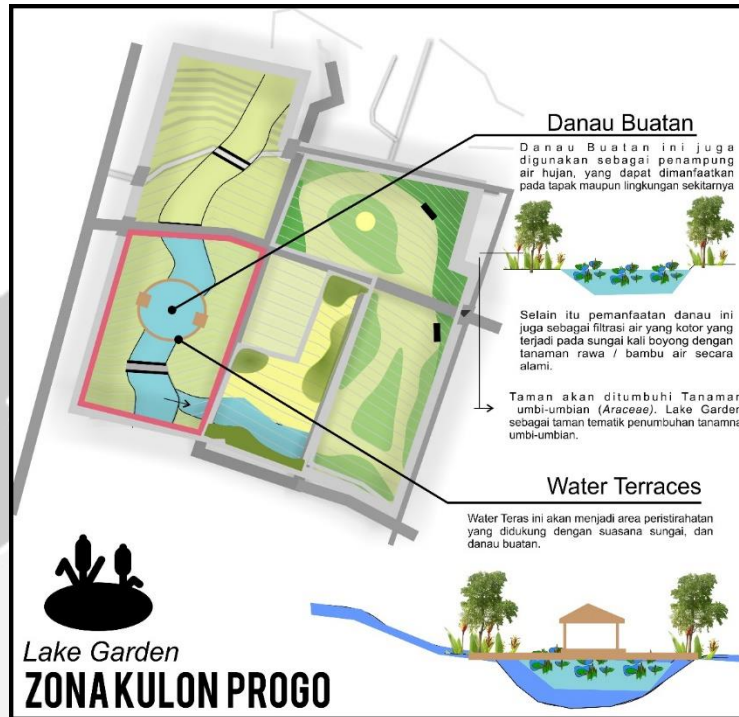 Danau Buatan
Danau Buatan ini juga
digunakan sebagai penampung
air hujan, yang dapat dimanfaatkan
pada tapak maupun lingkungan sekitarnya
Selain itu pemanfaatan danau ini
juga sebagai filtrasi air yang kotor yang
terjadi pada sungai kali boyong dengan
tanaman rawa / bambu air secara
alami.
Taman akan ditumbuhi Tanaman
umbi-umbian (Araceae). Lake Garden
sebagai taman tematik penumbuhan tanamna
umbi-umbian.
Water Terraces
Water Teras ini akan menjadi area peristirahatan
yang didukung dengan suasana sungai, dan
danau buatan.
Lake Garden
ZONA KULON PROGO